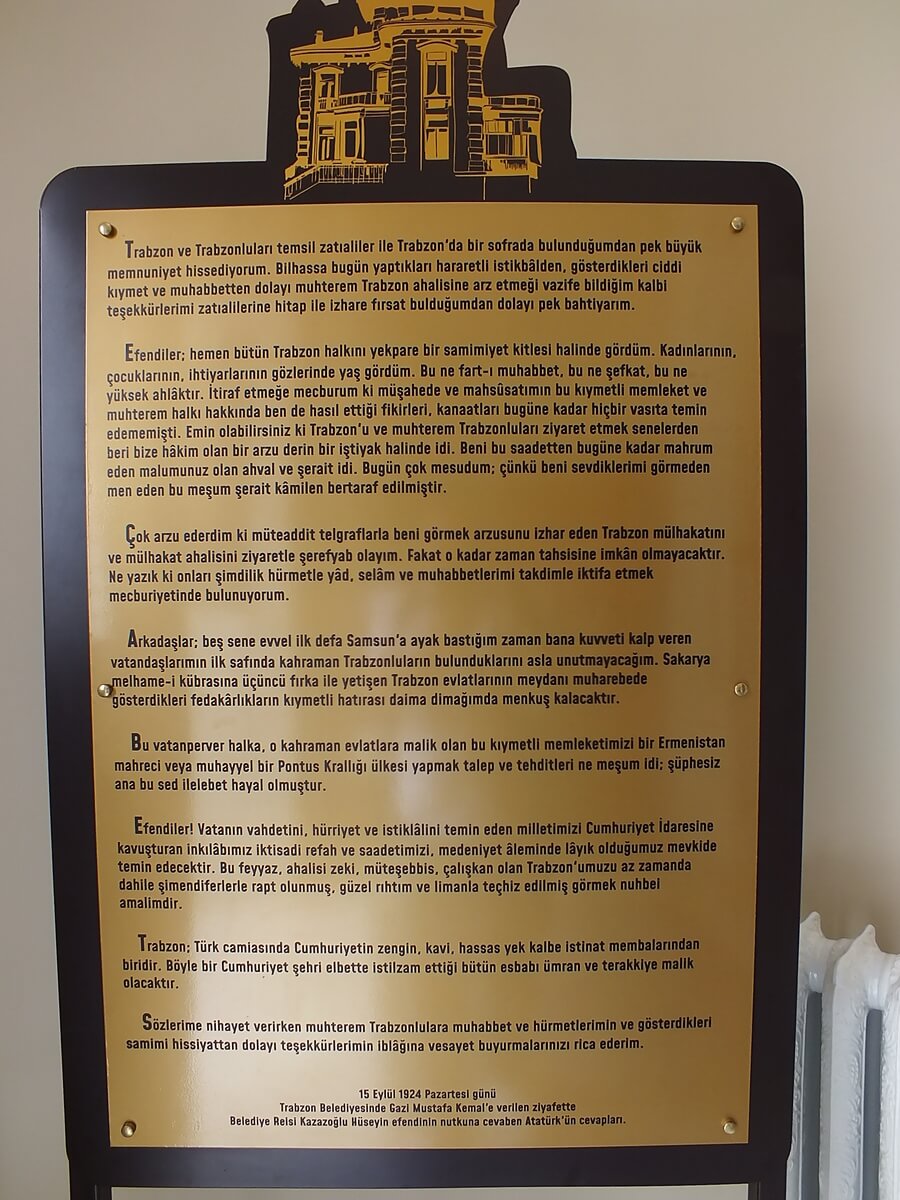 Trabzon ve Trabzonluları temsil zatıaliler ile Trabzon'da bir sofrada bulunduğumdan pek büyük
memnuniyet hissediyorum. Bilhassa bugün yaptıkları hararetli istikbâlden, gösterdikleri ciddi
kıymet ve muhabbetten dolayı muhterem Trabzon ahalisine arz etmeği vazife bildiğim kalbi
teşekkürlerimi zatıalilerine hitap ile izhare fırsat bulduğumdan dolayı pek bahtiyarım.
Efendiler; hemen bütün Trabzon halkını yekpare bir samimiyet kitlesi halinde gördüm. Kadınlarının,
çocuklarının, ihtiyarlarının gözlerinde yaş gördüm. Bu ne fart-ı muhabbet, bu ne şefkat, bu ne
yüksek ahlâktır. İtiraf etmeğe mecburum ki müşahede ve mahsûsatımın bu kıymetli memleket ve
muhterem halkı hakkında ben de hasıl ettiği fikirleri, kanaatları bugüne kadar hiçbir vasıta temin
edememişti. Emin olabilirsiniz ki Trabzon'u ve muhterem Trabzonluları ziyaret etmek senelerden
beri bize hâkim olan bir arzu derin bir iştiyak halinde idi. Beni bu saadetten bugüne kadar mahrum
eden malumunuz olan ahval ve şerait idi. Bugün çok mesudum; çünkü beni sevdiklerimi görmeden
men eden bu meşum şerait kâmilen bertaraf edilmiştir.
Çok arzu ederdim ki müteaddit telgraflarla beni görmek arzusunu izhar eden Trabzon mülhakatını
ve mülhakat ahalisini ziyaretle şerefyab olayım. Fakat o kadar zaman tahsisine imkân olmayacaktır.
Ne yazık ki onları şimdilik hürmetle yâd, selâm ve muhabbetlerimi takdimle iktifa etmek
mecburiyetinde bulunuyorum.
Arkadaşlar; beş sene evvel ilk defa Samsun'a ayak bastığım zaman bana kuvveti kalp veren
vatandaşlarımın ilk safında kahraman Trabzonluların bulunduklarını asla unutmayacağım. Sakarya
melhame-i kübrasına üçüncü fırka ile yetişen Trabzon evlatlarının meydanı muharebede
gösterdikleri fedakârlıkların kıymetli hatırası daima dimağımda menkuş kalacaktır.
Bu vatanperver halka, o kahraman evlatlara malik olan bu kıymetli memleketimizi bir Ermenistan
mahreci veya muhayyel bir Pontus Krallığı ülkesi yapmak talep ve tehditleri ne meşum idi; şüphesiz
ana bu sed ilelebet hayal olmuştur.
Efendiler! Vatanın vahdetini, hürriyet ve istiklâlini temin eden milletimizi Cumhuriyet İdaresine
kavuşturan inkılâbımız iktisadi refah ve saadetimizi, medeniyet âleminde lâyık olduğumuz mevkide
temin edecektir. Bu feyyaz, ahalisi zeki, müteşebbis, çalışkan olan Trabzon'umuzu az zamanda
dahile şimendiferlerle rapt olunmuş, güzel rıhtım ve limanla teçhiz edilmiş görmek nuhbei
amalimdir.
Trabzon; Türk camiasında Cumhuriyetin zengin, kavi, hassas yek kalbe istinat membalarından
biridir. Böyle bir Cumhuriyet şehri elbette istilzam ettiği bütün esbabı ümran ve terakkiye malik
olacaktır.
Sözlerime nihayet verirken muhterem Trabzonlulara muhabbet ve hürmetlerimin ve gösterdikleri
samimi hissiyattan dolayı teşekkürlerimin iblâğına vesayet buyurmalarınızı rica ederim.
15 Eylül 1924 Pazartesi günü
Trabzon Belediyesinde Gazi Mustafa Kemal'e verilen ziyafette
Belediye Reisi Kazazoğlu Hüseyin efendinin nutkuna cevaben Atatürk'ün cevapları.